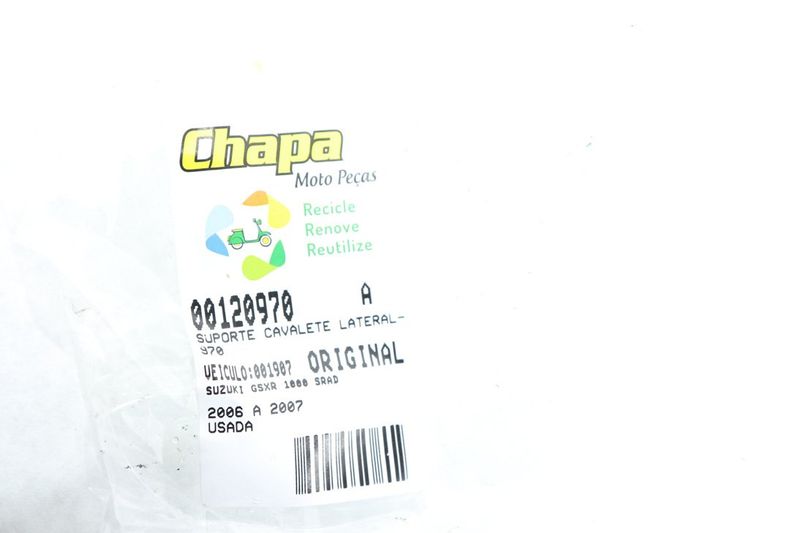 Chapa
Moto Peças
Recicle
Renove
Reutilize
00120970 A
SUPORTE CAVALETE LATERAL-
970
VEICULO:001907 ORIGINAL
SUZUKI GSXR 1000 SRAD
2006 A 2007
USADA